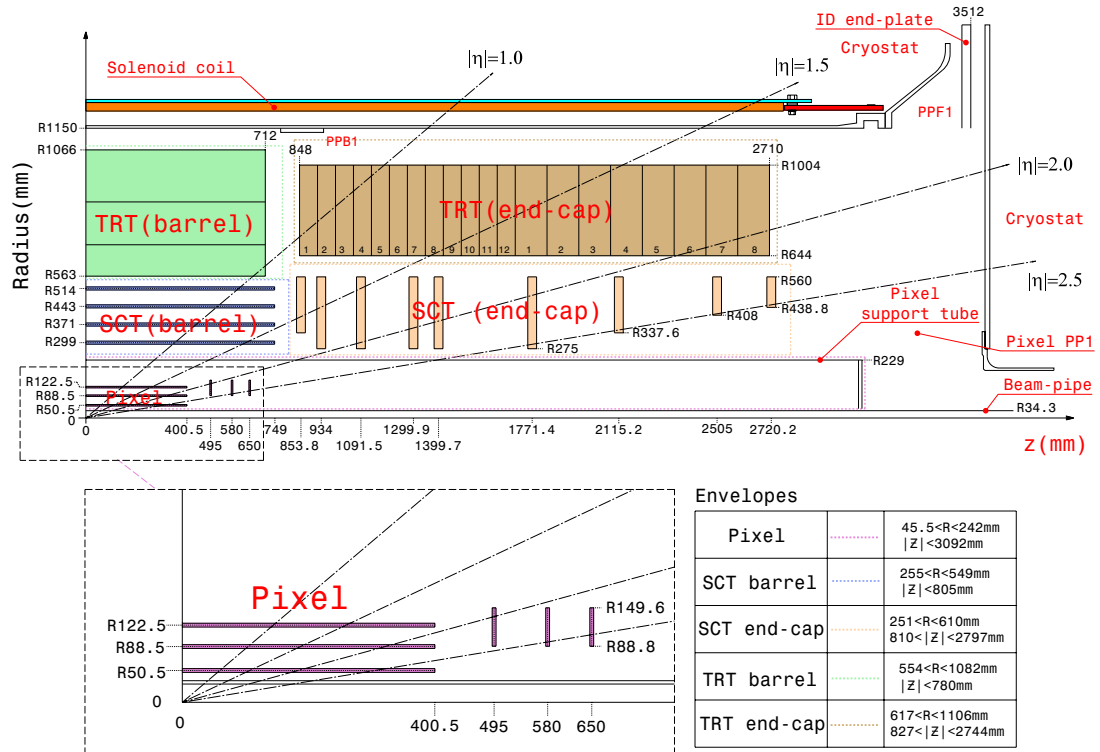 3512
ID end-plate
Cryostat
|η|=1.0
Solenoid coil
|η|=1.5
PPF1
R1150
712
PPB1
R1066
848
2710
R1004
|η|=2.0
Radius(mm)
TRT(barrel)
TRT(end-cap)
Cryostat
1 2 3 4 5 6 7 8 9 10 11 12 1 2 3 4 5 6 7 8
R644
R563
R560
|η|=2.5
R514
R443
SCT (end-cap)
R438.8
R408
Pixel
support tube
R371
SCT(barrel)
R337.6
R299
R275
Pixel PP1
R229
R122.5
R88.5
Pixel
Beam-pipe
R50.5
R34.3
0
0
400.5
580
749
934
1299.9
1771.4
2115.2
2505
2720.2
495
650
853.8
1091.5
1399.7
z(mm)
Envelopes
Pixel
45.5<R<242mm
|Z|<3092mm
SCT barrel
255<R<549mm
|Z|<805mm
SCT end-cap
251<R<610mm
810<|Z|<2797mm
TRT barrel
554<R<1082mm
|Z|<780mm
TRT end-cap
617<R<1106mm
827<|Z|<2744mm
Pixel
R149.6
R122.5
R88.5
R88.8
R50.5
0
0
400.5
495
580
650